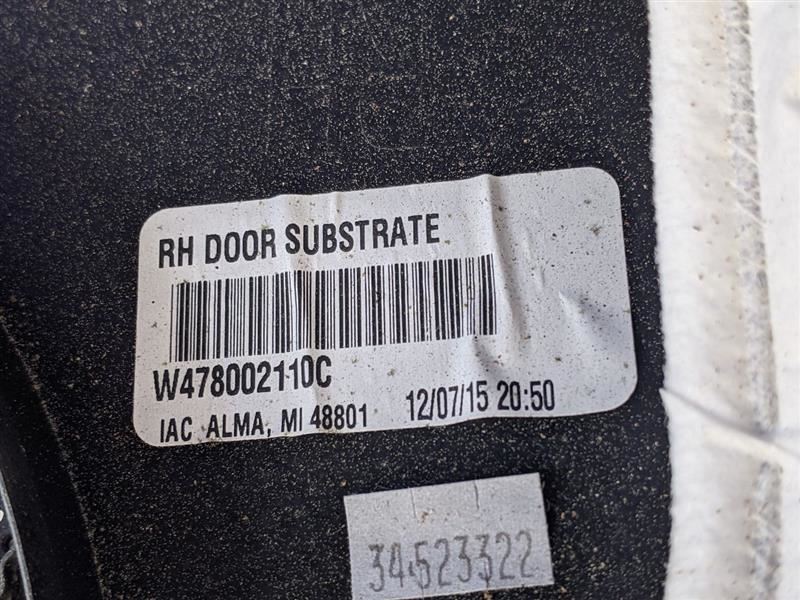 RH DOOR SUBSTRATE
W478002110C
IAC ALMA, MI 48801 12/07/15 20:50
34523322